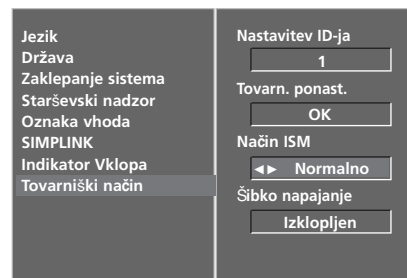 Jezik
Država
Zaklepanje sistema
Starševski nadzor
Oznaka vhoda
SIMPLINK
Indikator Vklopa
Tovarniški način
Nastavitev ID-ja
1
Tovarn. ponast.
OK
Način ISM
◄► Normalno
Šibko napajanje
Izklopljen